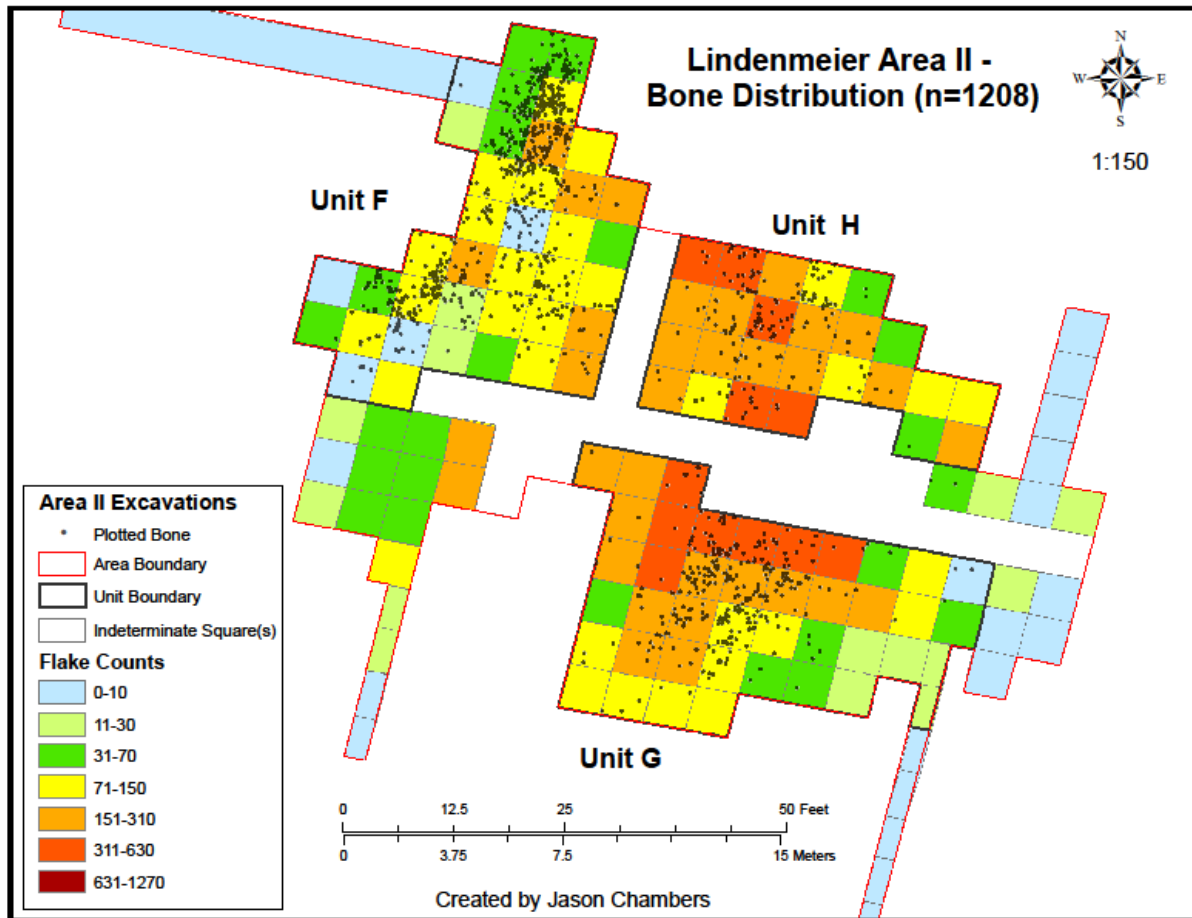 Lindenmeier Area II -
Bone Distribution (n=1208)
N
W E
S
1:150
Unit F
Unit H
Area II Excavations
Plotted Bone
Area Boundary
Unit Boundary
Indeterminate Square(s)
Flake Counts
0-10
11-30
31-70
71-150
151-310
311-630
631-1270
Unit G
0 12.5 25 50 Feet
0 3.75 7.5 15 Meters
Created by Jason Chambers